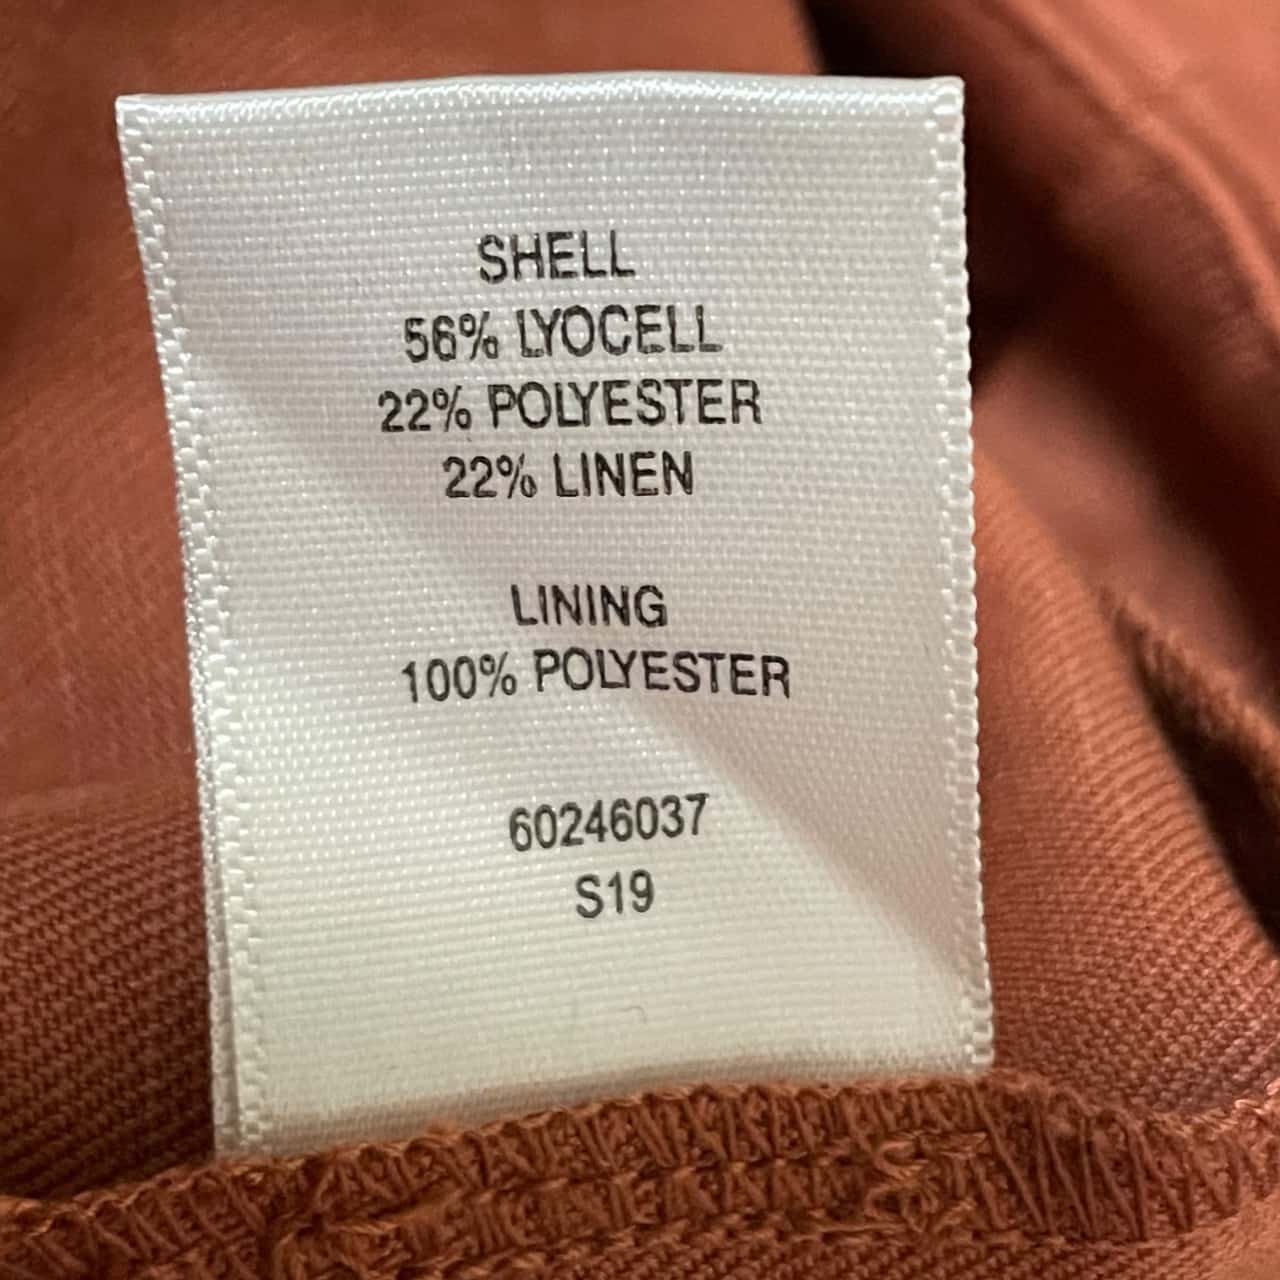 SHELL
56% LYOCELL
22% POLYESTER
22% LINEN
LINING
100% POLYESTER
60246037
S19